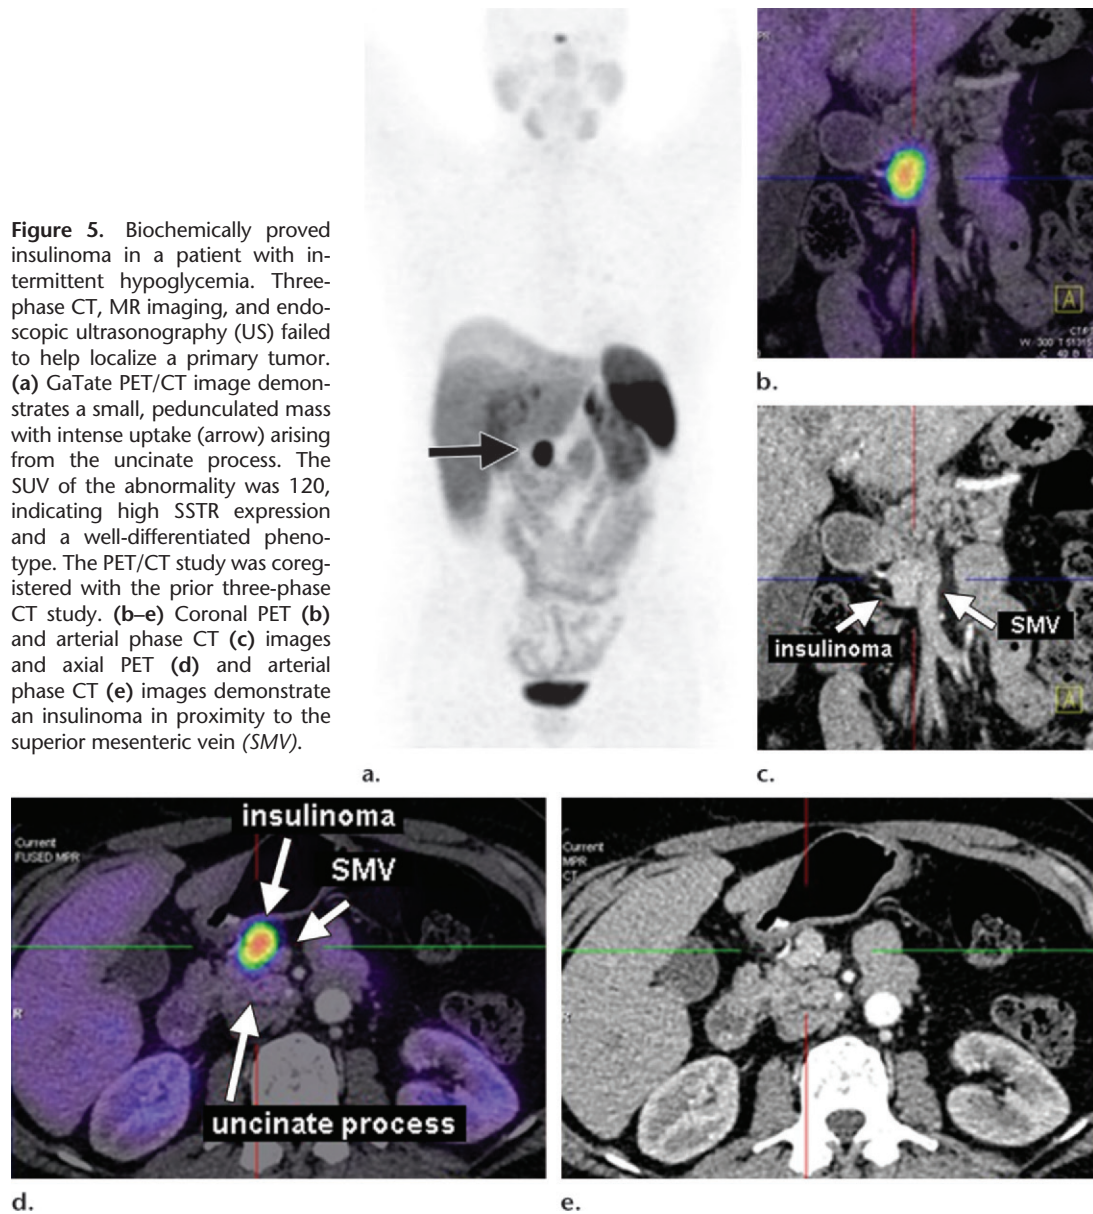 Figure 5. Biochemically proved
insulinoma in a patient with in-
termittent hypoglycemia. Three-
phase CT, MR imaging, and endo-
scopic ultrasonography (US) failed
to help localize a primary tumor.
(a) GaTate PET/CT image demon-
strates a small, pedunculated mass
with intense uptake (arrow) arising
from the uncinate process. The
SUV of the abnormality was 120,
indicating high SSTR expression
and a well-differentiated pheno-
type. The PET/CT study was coreg-
istered with the prior three-phase
CT study. (b–e) Coronal PET (b)
and arterial phase CT (c) images
and axial PET (d) and arterial
phase CT (e) images demonstrate
an insulinoma in proximity to the
superior mesenteric vein (SMV).
a.
A
b.
insulinoma
SMV
A
c.
Current
FUSED MPR
insulinoma
SMV
R
uncinate process
d.
Current
MPR
CT
R
e.